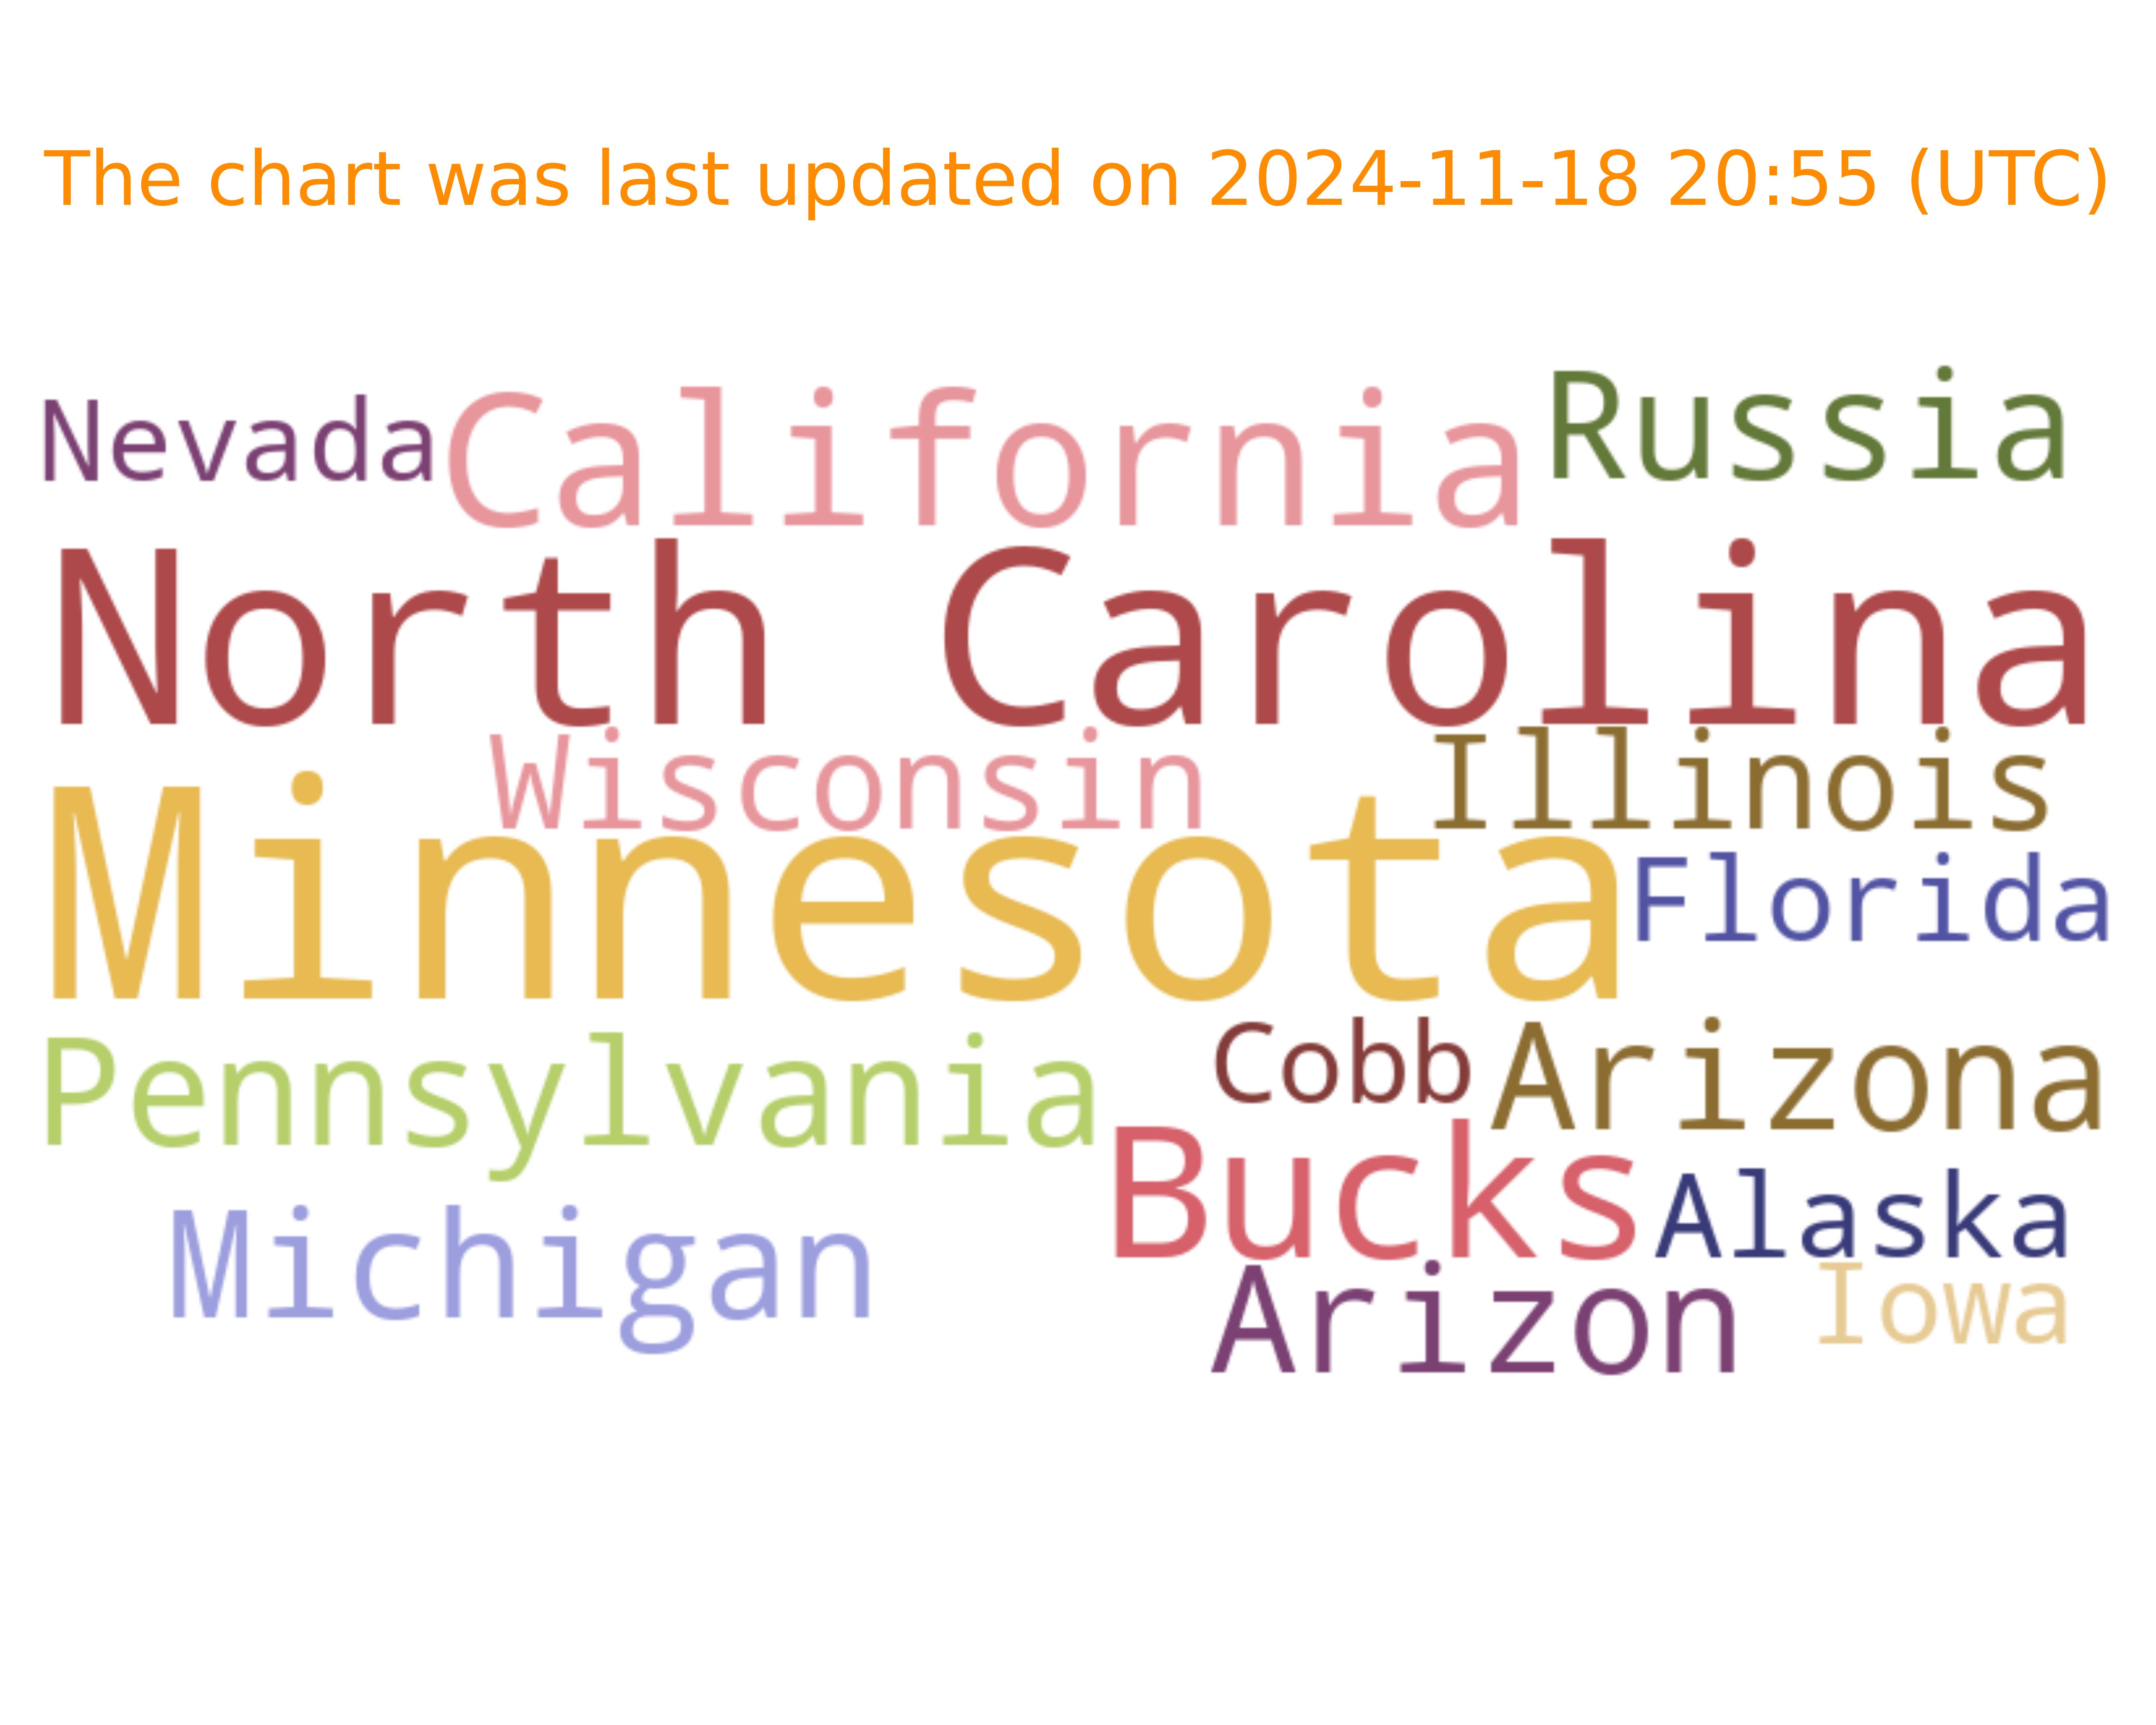 The chart was last updated on 2024-11-18 20:55 (UTC)
Nevada California Russia
North Carolina
Wisconsin Illinois
Minnesota Florida
Pennsylvania Cobb Arizona
Bucks Alaska
Michigan Arizon Iowa